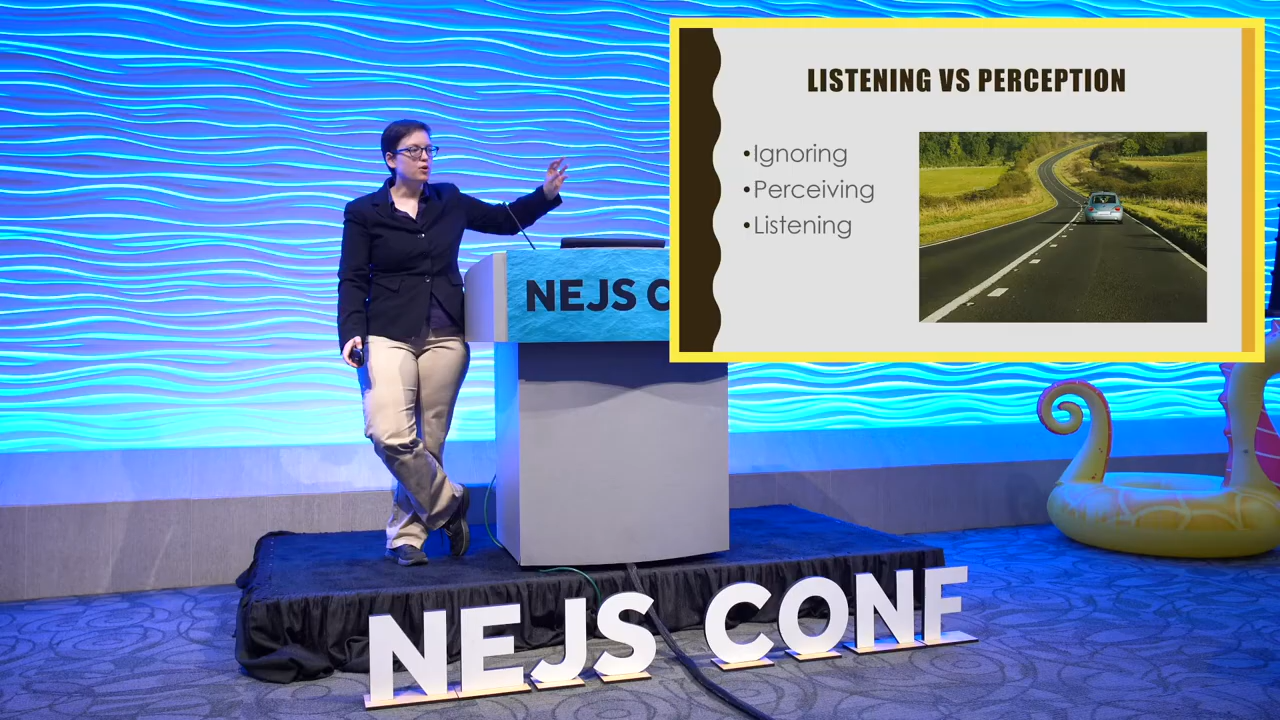 LISTENING VS PERCEPTION
•Ignoring
•Perceiving
•Listening
NEJS C
NEJS CONF